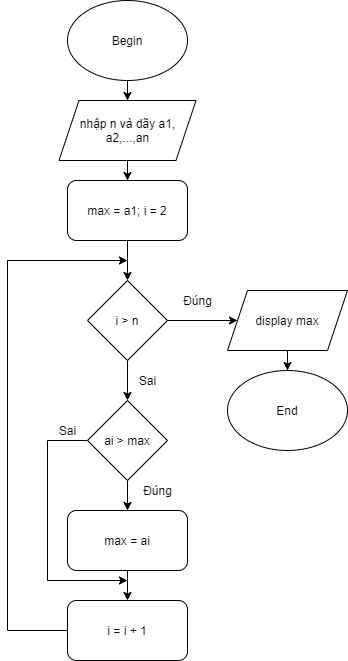 Begin
nhập n và dãy a1,
a2,...,an
max = a1; i = 2
i > n
Đúng
display max
Sai
End
ai > max
Sai
Đúng
max = ai
i = i + 1